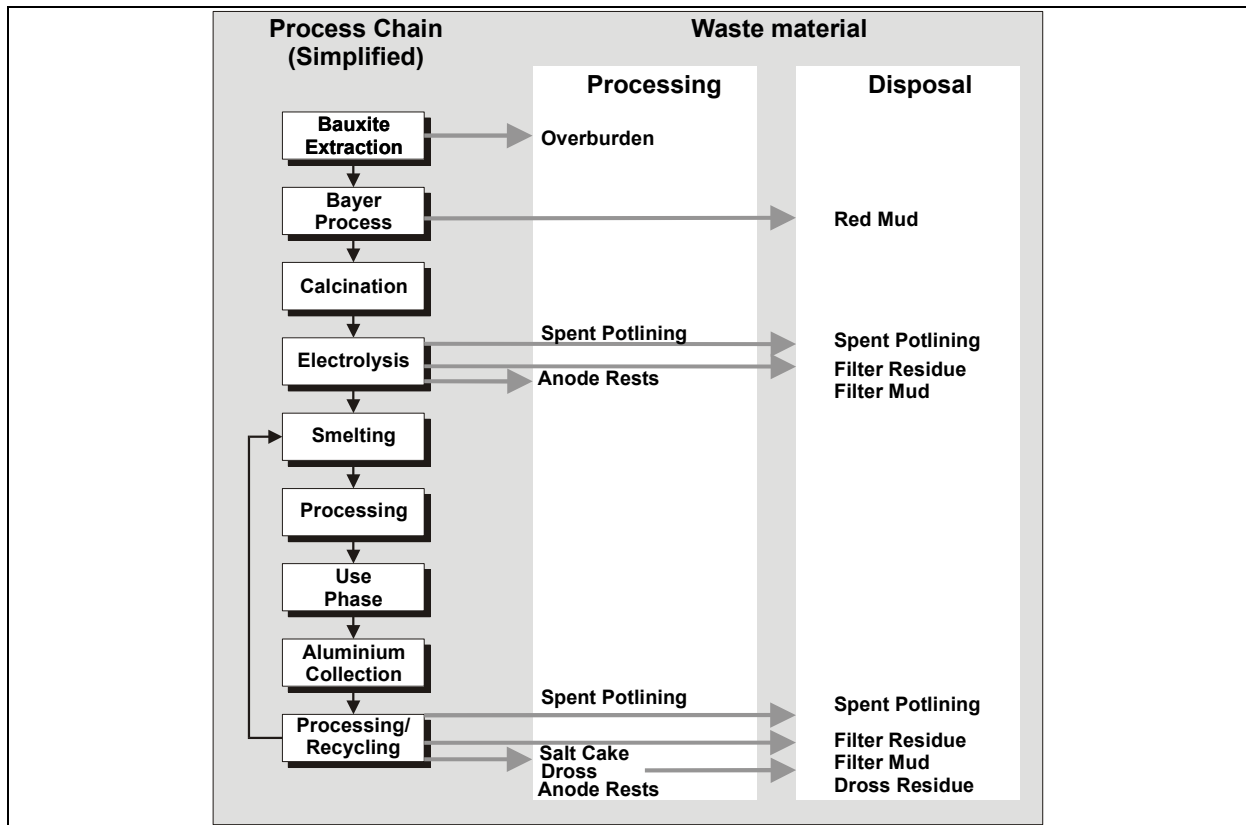 Process Chain
(Simplified)
Waste material
Processing
Disposal
Bauxite
Extraction
Overburden
Bayer
Process
Red Mud
Calcination
Electrolysis
Spent Potlining
Anode Rests
Spent Potlining
Filter Residue
Filter Mud
Smelting
Processing
Use
Phase
Aluminium
Collection
Processing/
Recycling
Spent Potlining
Salt Cake
Dross
Anode Rests
Spent Potlining
Filter Residue
Filter Mud
Dross Residue